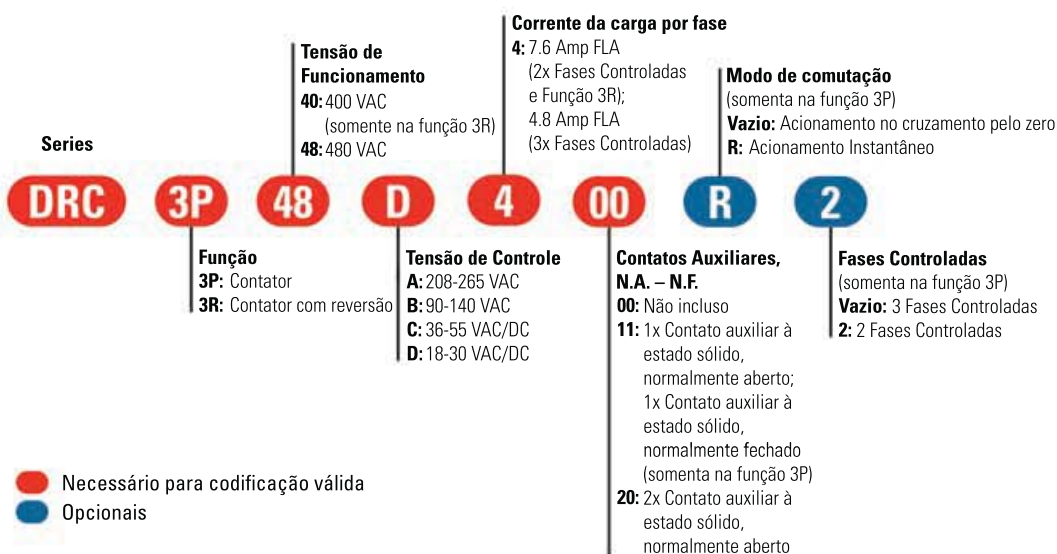 Corrente da carga por fase
4: 7.6 Amp FLA
(2x Fases Controladas
e Função 3R);
4.8 Amp FLA
(3x Fases Controladas)
Tensão de
Funcionamento
40: 400 VAC
(somente na função 3R)
48: 480 VAC
Modo de comutação
(somenta na função 3P)
Vazio: Acionamento no cruzamento pelo zero
R: Acionamento Instantâneo
Series
DRC 3P 48 D 4 00 R 2
Função
3P: Contator
3R: Contator com reversão
Tensão de Controle
A: 208-265 VAC
B: 90-140 VAC
C: 36-55 VAC/DC
D: 18-30 VAC/DC
Contatos Auxiliares,
N.A. – N.F.
00: Não incluso
11: 1x Contato auxiliar à
estado sólido,
normalmente aberto;
1x Contato auxiliar à
estado sólido,
normalmente fechado
(somenta na função 3P)
20: 2x Contato auxiliar à
estado sólido,
normalmente aberto
Fases Controladas
(somenta na função 3P)
Vazio: 3 Fases Controladas
2: 2 Fases Controladas
Necessário para codificação válida
Opcionais